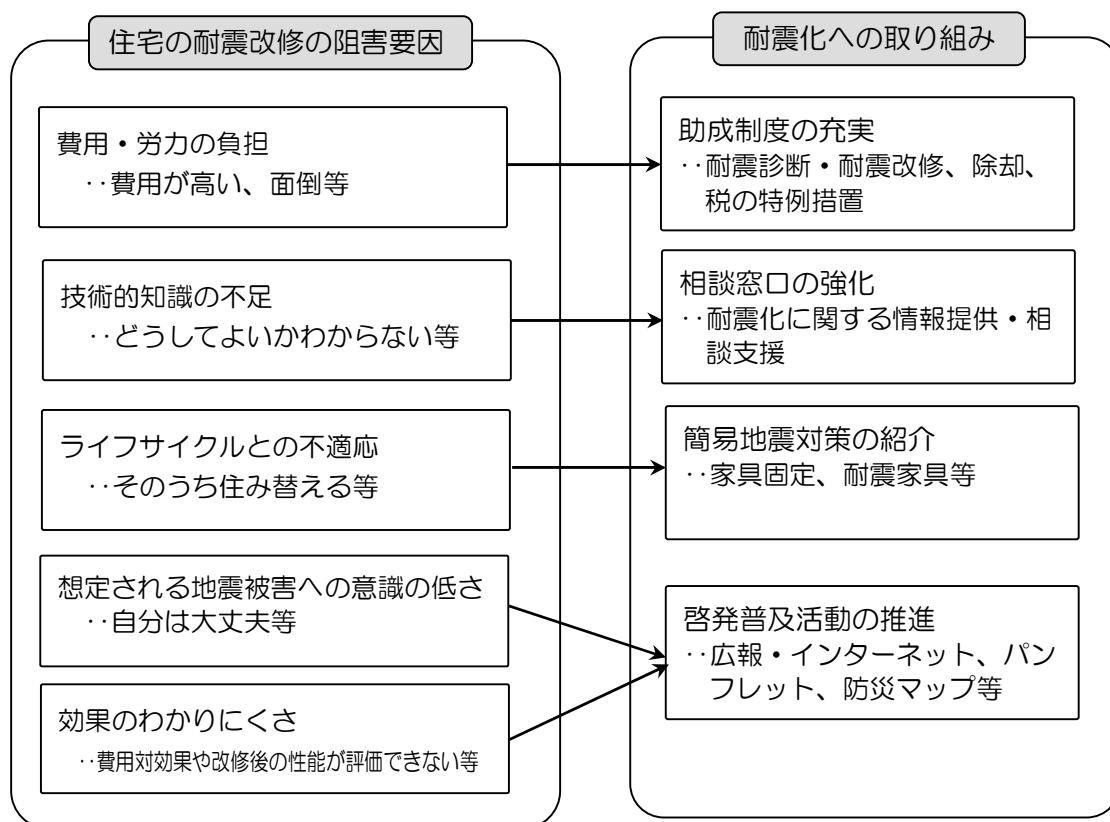 住宅の耐震改修の阻害要因
費用・労力の負担
‥費用が高い、面倒等
技術的知識の不足
‥どうしてよいかわからない等
ライフサイクルとの不適応
‥そのうち住み替える等
想定される地震被害への意識の低さ
‥自分は大丈夫等
効果のわかりにくさ
‥費用対効果や改修後の性能が評価できない等
耐震化への取り組み
助成制度の充実
‥耐震診断・耐震改修、除却、
税の特例措置
相談窓口の強化
‥耐震化に関する情報提供・相
談支援
簡易地震対策の紹介
‥家具固定、耐震家具等
啓発普及活動の推進
‥広報・インターネット、パン
フレット、防災マップ等